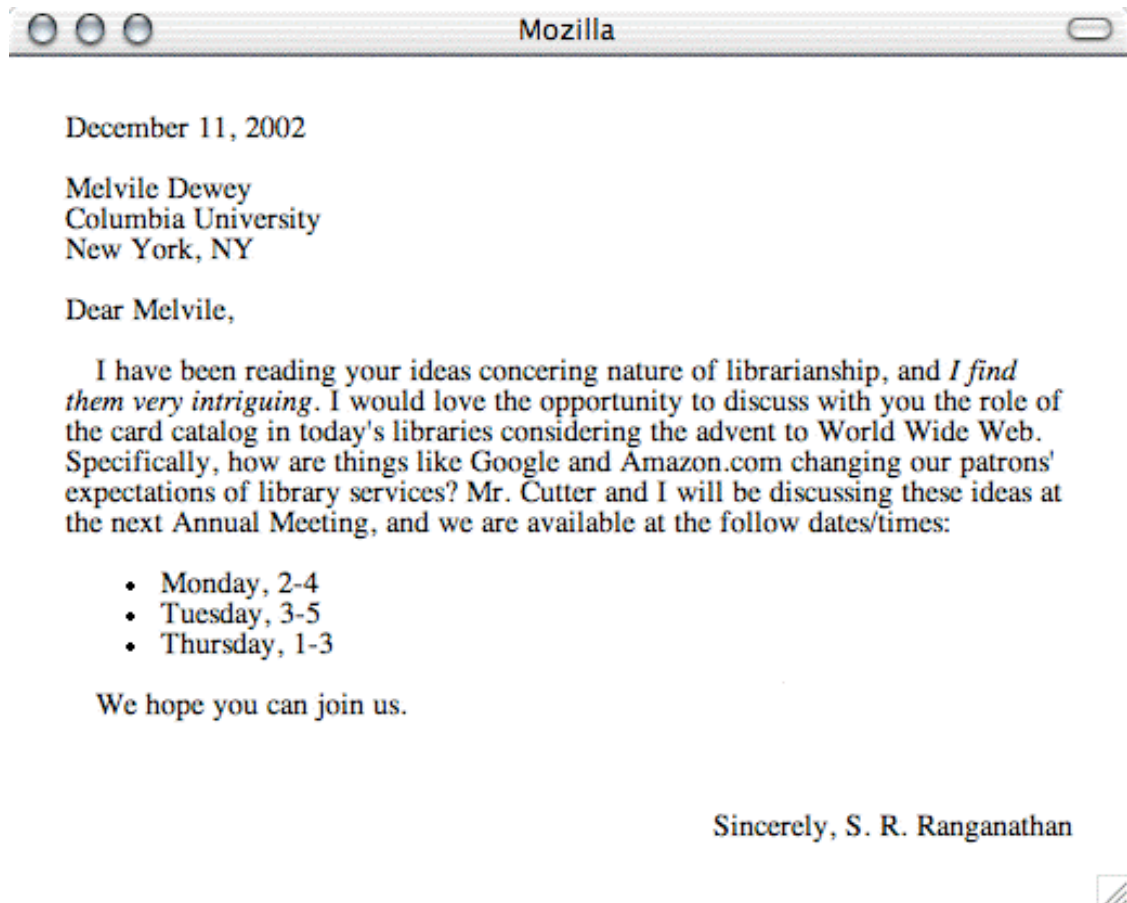 Mozilla
December 11, 2002
Melvile Dewey
Columbia University
New York, NY
Dear Melvile,
I have been reading your ideas concering nature of librarianship, and I find
them very intriguing. I would love the opportunity to discuss with you the role of
the card catalog in today's libraries considering the advent to World Wide Web.
Specifically, how are things like Google and Amazon.com changing our patrons'
expectations of library services? Mr. Cutter and I will be discussing these ideas at
the next Annual Meeting, and we are available at the follow dates/times:
• Monday, 2-4
• Tuesday, 3-5
• Thursday, 1-3
We hope you can join us.
Sincerely, S. R. Ranganathan